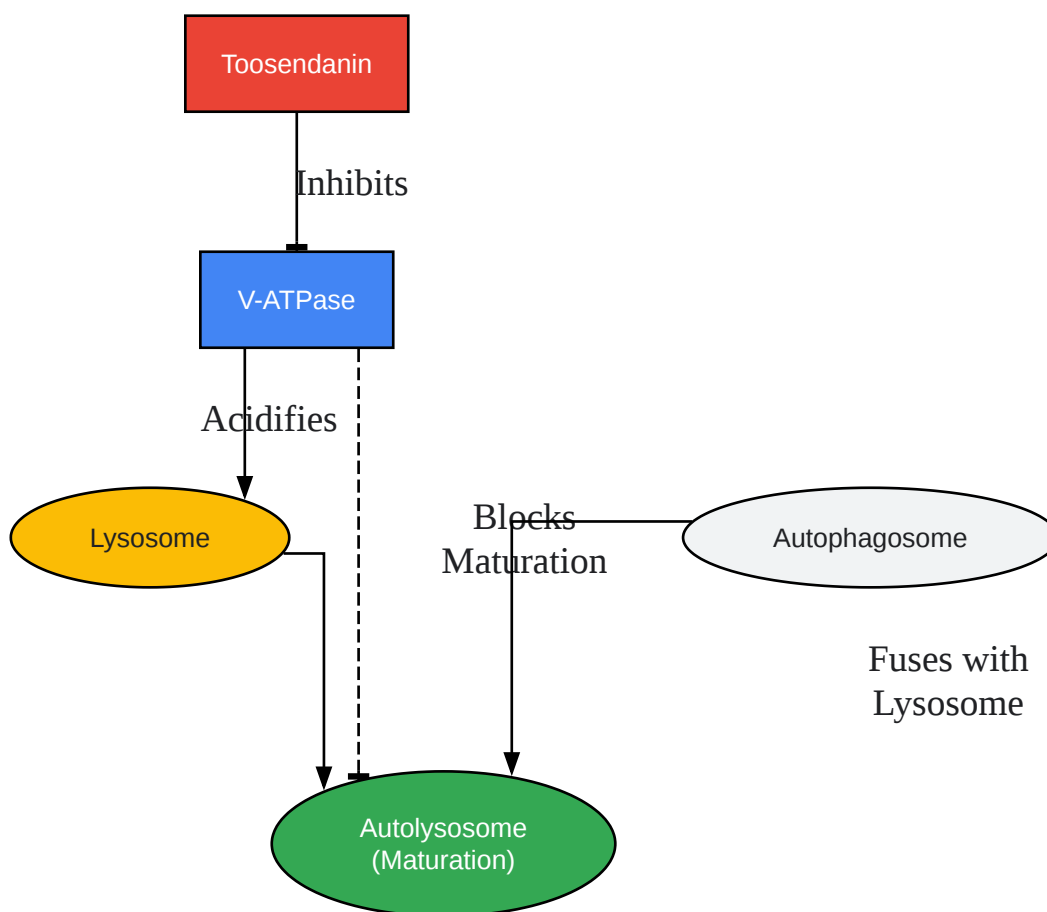 Toosendanin
Inhibits
V-ATPase
Acidifies
Lysosome
Blocks
Maturation
Autophagosome
Fuses with
Lysosome
Autolysosome
(Maturation)